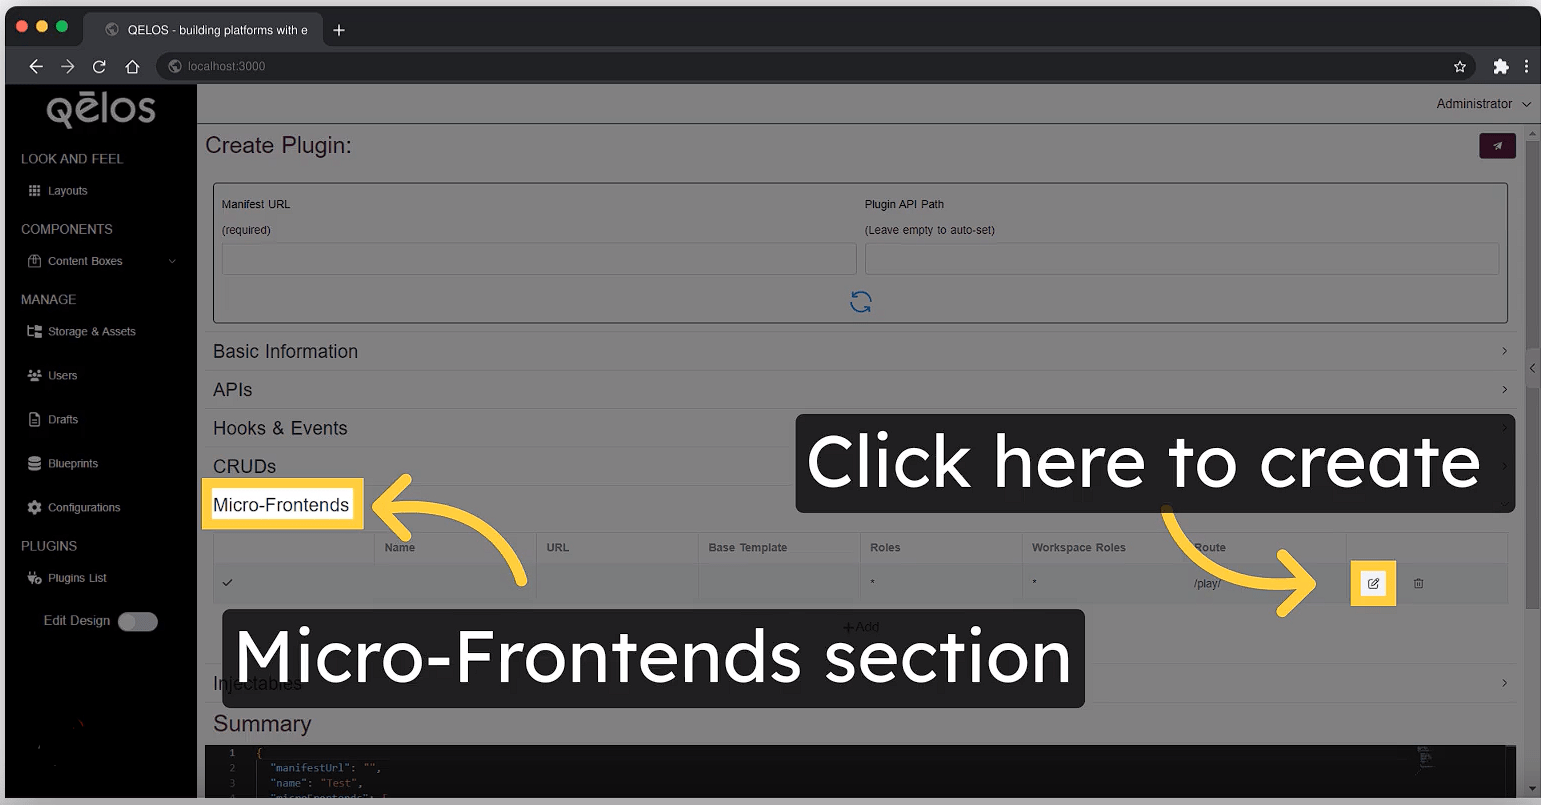 QELOS - building platforms with e
localhost:3000
Qēlos
Administrator
LOOK AND FEEL
Layouts
COMPONENTS
Content Boxes
MANAGE
Storage & Assets
Users
Drafts
Blueprints
Configurations
PLUGINS
Plugins List
Edit Design
Create Plugin:
Manifest URL
(required)
Plugin API Path
(Leave empty to auto-set)
Basic Information
APIs
Hooks & Events
CRUDs
Click here to create
Micro-Frontends
Name URL Base Template Roles Workspace Roles Route
* * /play/
+Add
Micro-Frontends section
Injectables
Summary
1 {
2 "manifestUrl": "",
3 "name": "Test",
4 "microFrontends": [